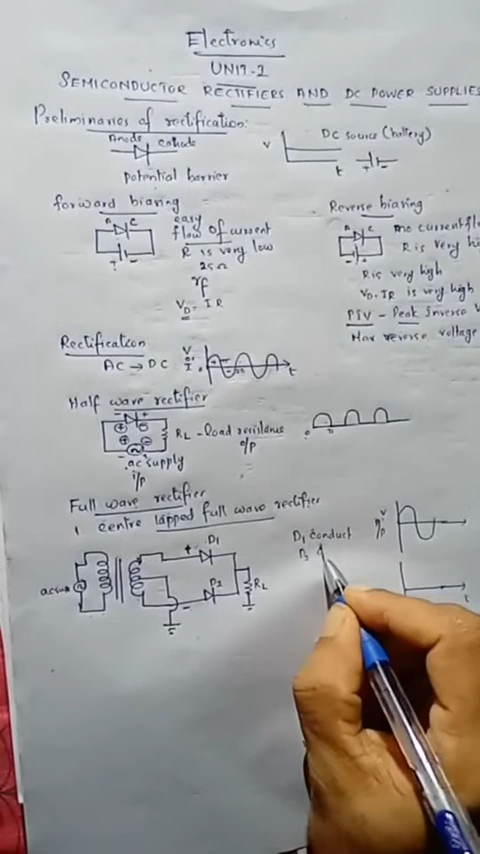 Electronics
UNIT-2
SEMICONDUCTOR RECTIFIERS AND DC POWER SUPPLIES
Preliminaries of rectification:
Anode cathode
DC source (battery)
V
t
+ -
potential barrier
forward biasing
A C
+ -
easy
flow of current
R is very low
25Ω
rf
VD = IR
Reverse biasing
A C
- +
no current fl
R is very hi
R is very high
VD = IR is very high
PIV - Peak Inverse V
Max reverse voltage
Rectification
AC → DC
V
or
I
t
Half wave rectifier
RL - load resistance
o/p
ac supply
i/p
Full wave rectifier
1, centre tapped full wave rectifier
ac su
+ D1
D2
-
RL
D1 conduct
V
i/p
t